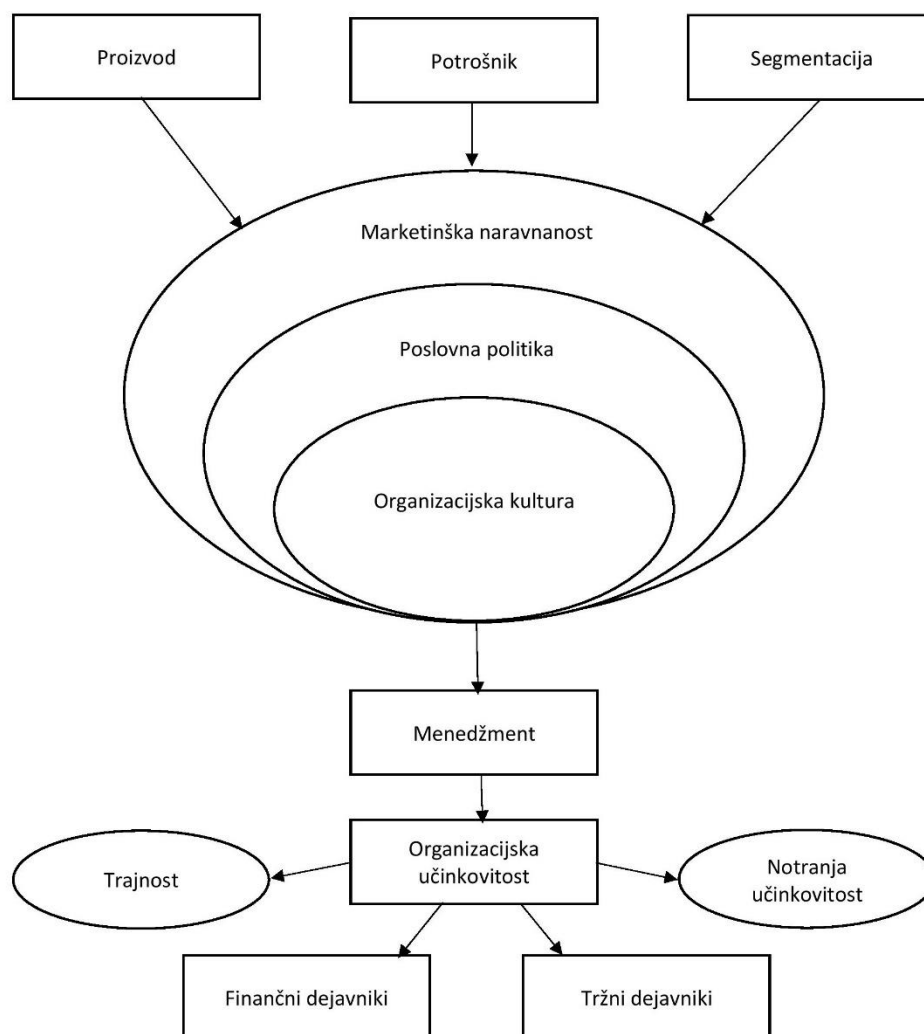 Proizvod
Potrošnik
Segmentacija
Marketinška naravnanost
Poslovna politika
Organizacijska kultura
Menedžment
Trajnost
Organizacijska
učinkovitost
Notranja
učinkovitost
Finančni dejavniki
Tržni dejavniki